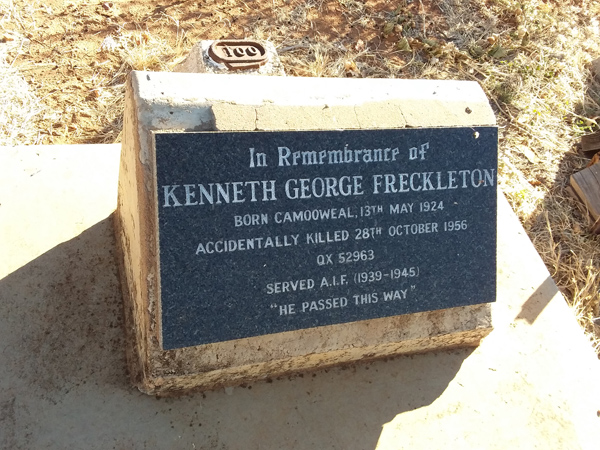 100
In Remembrance of
KENNETH GEORGE FRECKLETON
BORN CAMOOWEAL, 13TH MAY 1924
ACCIDENTALLY KILLED 28TH OCTOBER 1956
QX 52963
SERVED A.I.F. (1939-1945)
"HE PASSED THIS WAY"